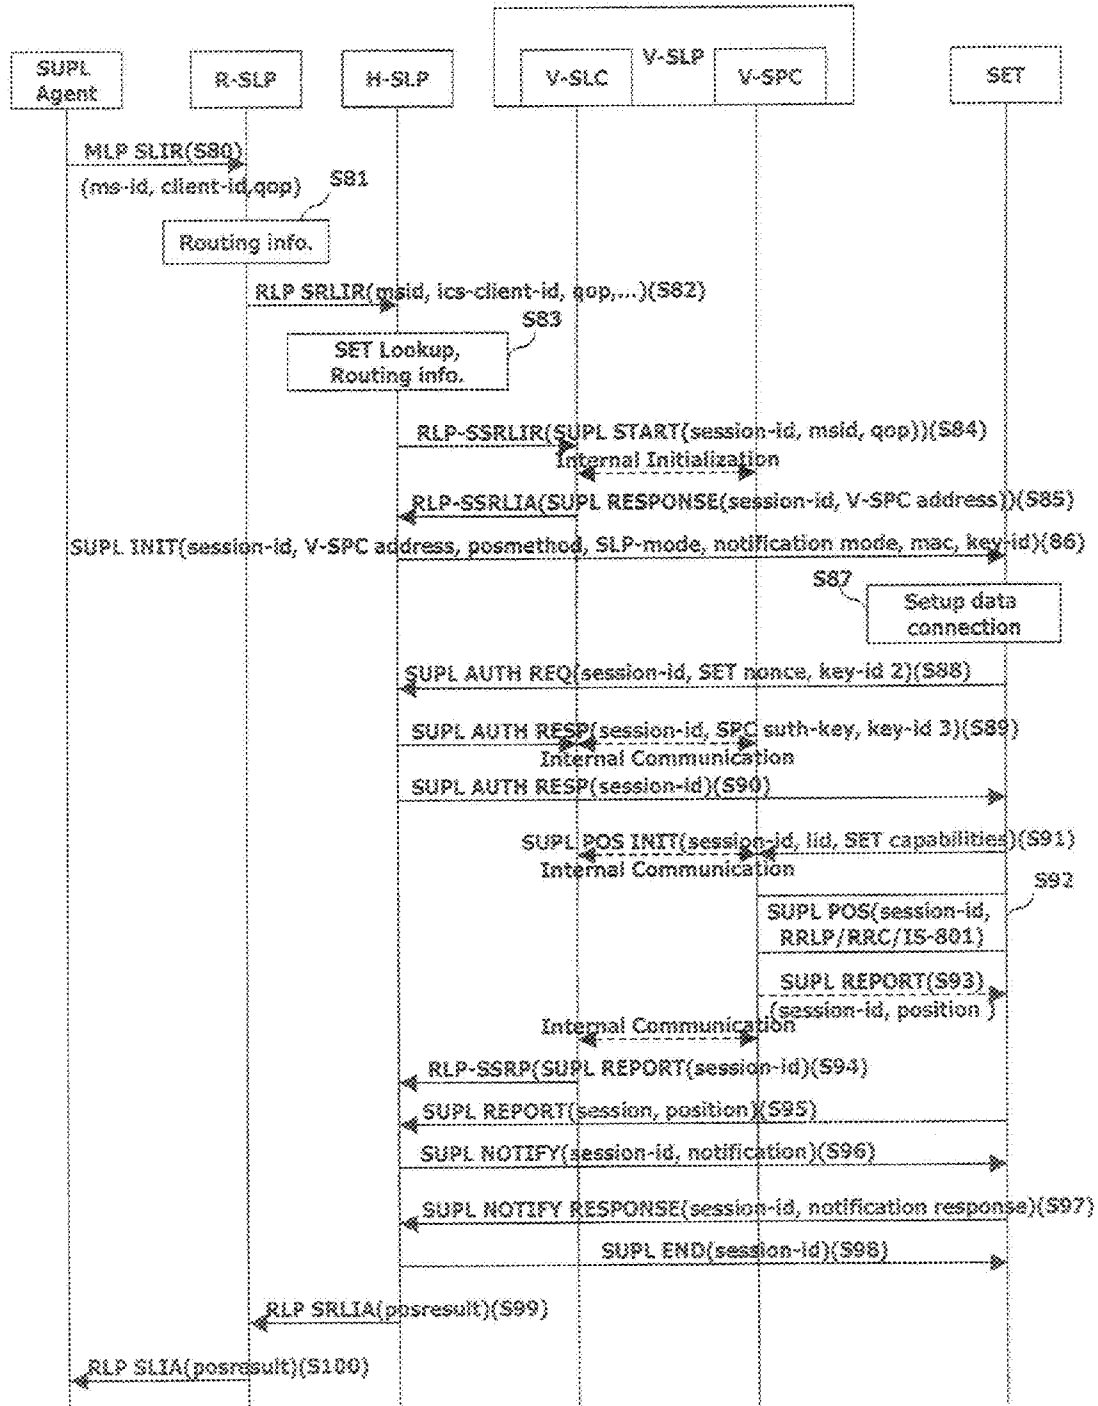 SUPL
Agent
R-SLP
H-SLP
V-SLP
V-SLC
V-SPC
SET
MLP SLIR(S80)
(ms-id, client-id,qop)
S81
Routing info.
RLP SRLIR(msid, ics-client-id, qop,...)(S82)
S83
SET Lookup,
Routing info.
RLP-SSRLIR(SUPL START(session-id, msid, qop))(S84)
Internal Initialization
RLP-SSRLIA(SUPL RESPONSE(session-id, V-SPC address))(S85)
SUPL INIT(session-id, V-SPC address, posmethod, SLP-mode, notification mode, mac, key-id)(86)
S87
Setup data
connection
SUPL AUTH REQ(session-id, SET nonce, key-id 2)(S88)
SUPL AUTH RESP(session-id, SPC suth-key, key-id 3)(S89)
Internal Communication
SUPL AUTH RESP(session-id)(S90)
SUPL POS INIT(session-id, lid, SET capabilities)(S91)
Internal Communication
S92
SUPL POS(session-id,
RRLP/RRC/IS-801)
SUPL REPORT(S93)
(session-id, position )
Internal Communication
RLP-SSRP(SUPL REPORT(session-id)(S94)
SUPL REPORT(session, position)(S95)
SUPL NOTIFY(session-id, notification)(S96)
SUPL NOTIFY RESPONSE(session-id, notification response)(S97)
SUPL END(session-id)(S98)
RLP SRLIA(posresult)(S99)
RLP SLIA(posresult)(S100)